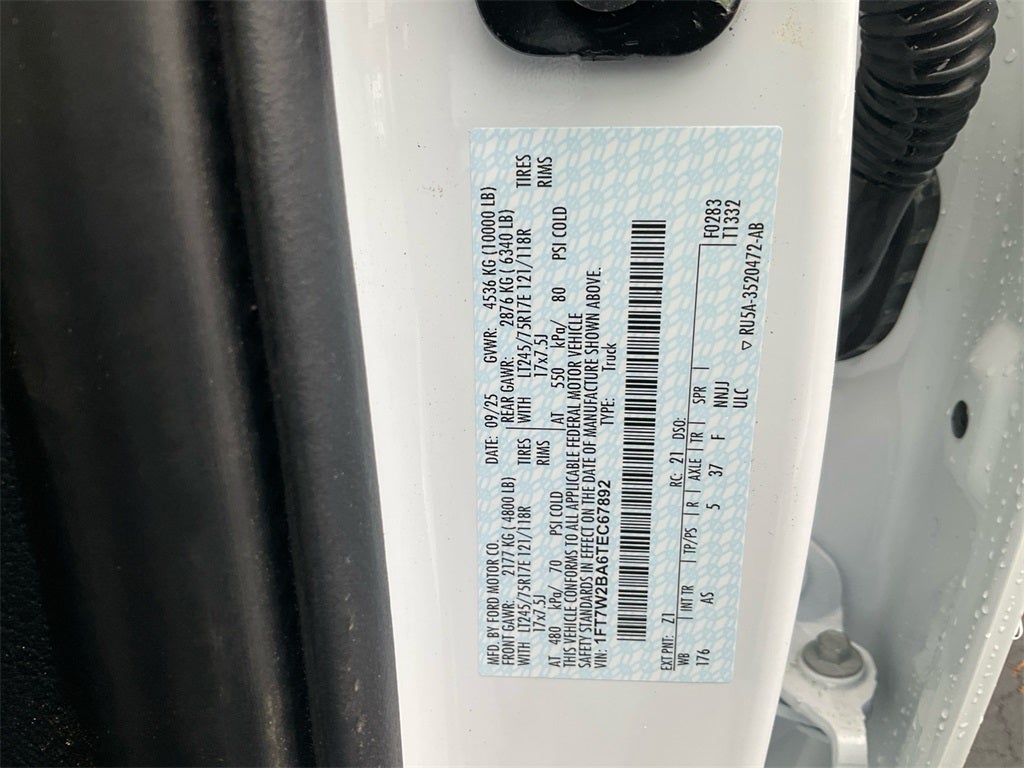 MFD. BY FORD MOTOR CO.
DATE: 09/25 GVWR: 4536 KG (10000 LB)
FRONT GAWR: 2177 KG (4800 LB) REAR GAWR: 2876 KG ( 6340 LB)
WITH LT245/75R17E 121/118R TIRES WITH LT245/75R17E 121/118R TIRES
17x7.5J RIMS 17x7.5J RIMS
AT 480 kPa/ 70 PSI COLD AT 550 kPa/ 80 PSI COLD
THIS VEHICLE CONFORMS TO ALL APPLICABLE FEDERAL MOTOR VEHICLE
SAFETY STANDARDS IN EFFECT ON THE DATE OF MANUFACTURE SHOWN ABOVE.
VIN: 1FT7W2BA6TEC67892 TYPE: Truck
EXT PNT: Z1 RC: 21 DSO: F0283
WB INT TR TP/PS R AXLE TR SPR T1332
176 AS 5 37 F NNJJ
ULC
▽ RU5A-3520472-AB